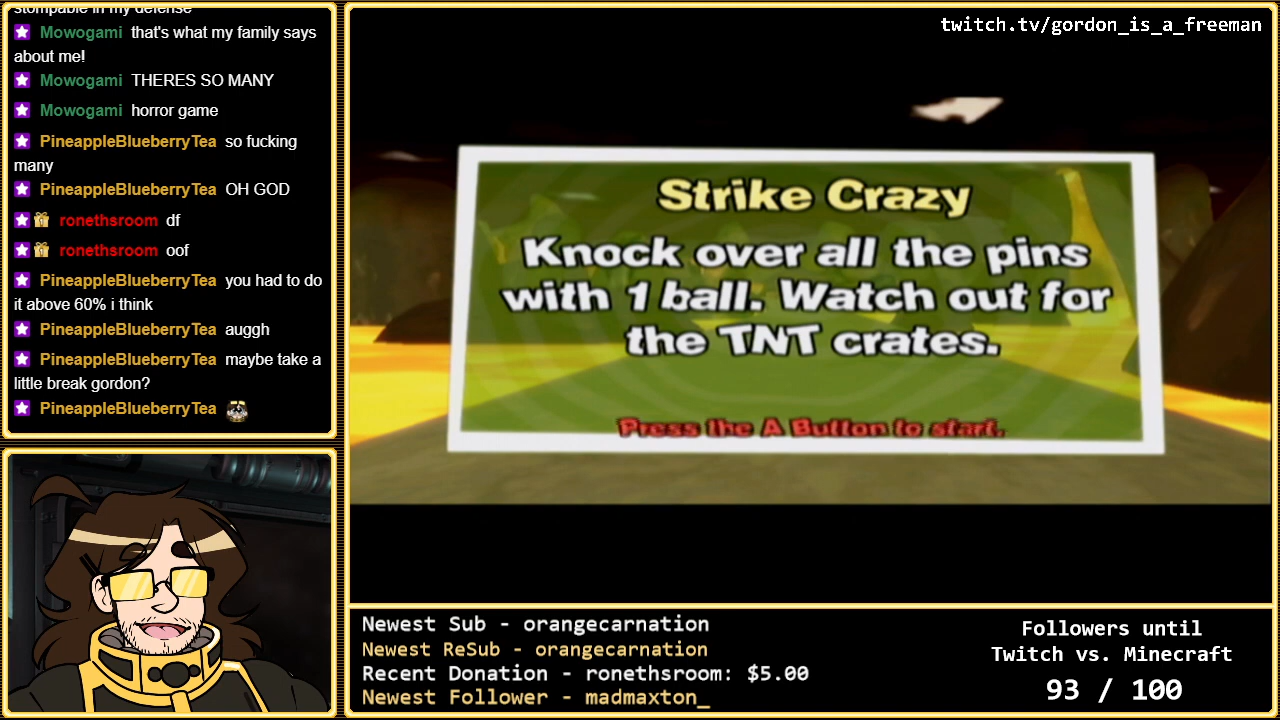 stompable in my defense
Mowogami that's what my family says
about me!
Mowogami THERES SO MANY
Mowogami horror game
PineappleBlueberryTea so fucking
many
PineappleBlueberryTea OH GOD
ronethsroom df
ronethsroom oof
PineappleBlueberryTea you had to do
it above 60% i think
PineappleBlueberryTea auggh
PineappleBlueberryTea maybe take a
little break gordon?
PineappleBlueberryTea
twitch.tv/gordon_is_a_freeman
Strike Crazy
Knock over all the pins
with 1 ball. Watch out for
the TNT crates.
Press the A Button to start.
Newest Sub - orangecarnation
Newest ReSub - orangecarnation
Recent Donation - ronethsroom: $5.00
Newest Follower - madmaxton_
Followers until
Twitch vs. Minecraft
93 / 100